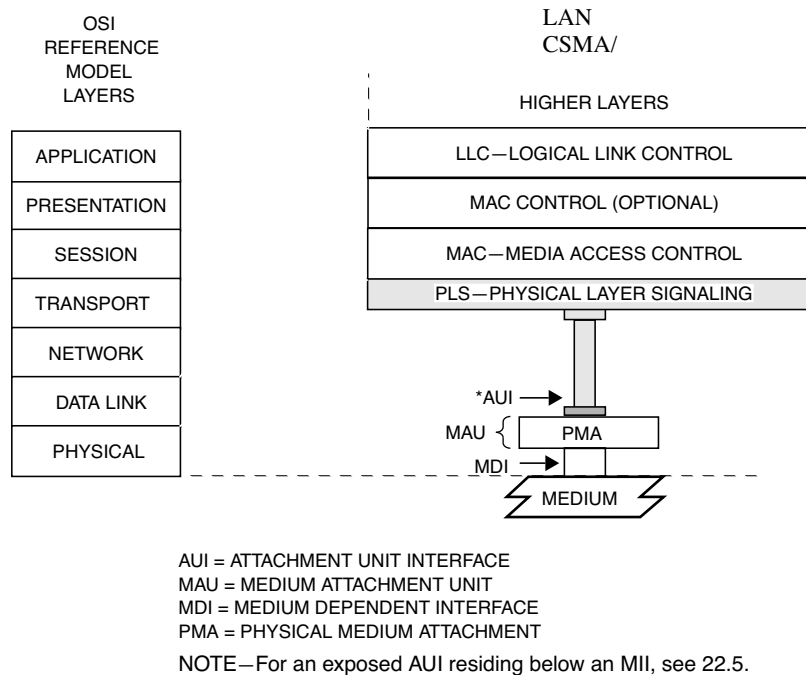 OSI
REFERENCE
MODEL
LAYERS
APPLICATION
PRESENTATION
SESSION
TRANSPORT
NETWORK
DATA LINK
PHYSICAL
LAN
CSMA/
HIGHER LAYERS
LLC—LOGICAL LINK CONTROL
MAC CONTROL (OPTIONAL)
MAC—MEDIA ACCESS CONTROL
PLS—PHYSICAL LAYER SIGNALING
*AUI
MAU
PMA
MDI
MEDIUM
AUI = ATTACHMENT UNIT INTERFACE
MAU = MEDIUM ATTACHMENT UNIT
MDI = MEDIUM DEPENDENT INTERFACE
PMA = PHYSICAL MEDIUM ATTACHMENT
NOTE—For an exposed AUI residing below an MII, see 22.5.